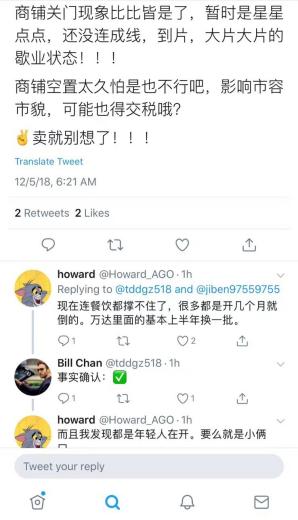 商铺关门现象比比皆是了，暂时是星星
点点，还没连成线，到片，大片大片的
歇业状态！！！
商铺空置太久怕是也不行吧，影响市容
市貌，可能也得交税哦？
✌卖就别想了！！！
Translate Tweet
12/5/18, 6:21 AM
2 Retweets 2 Likes
howard @Howard_AGO · 1h
Replying to @tddgz518 and @jiben97559755
现在连餐饮都撑不住了，很多都是开几个月就
倒的。万达里面的基本上半年换一批。
1 2
Bill Chan @tddgz518 · 1h
事实确认：✅
1 1
howard @Howard_AGO · 1h
而且我发现都是年轻人在开。要么就是小俩
Tweet your reply